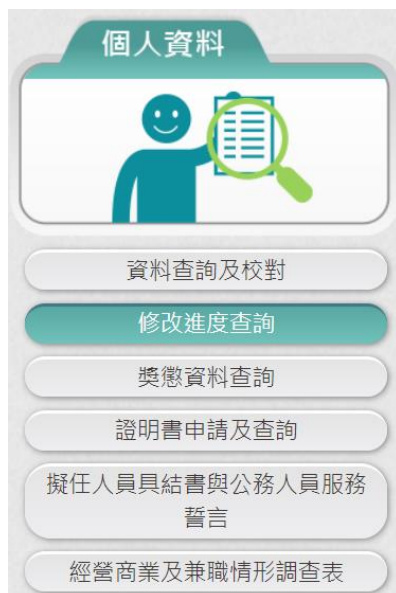 個人資料
資料查詢及校對
修改進度查詢
獎懲資料查詢
證明書申請及查詢
擬任人員具結書與公務人員服務
誓言
經營商業及兼職情形調查表